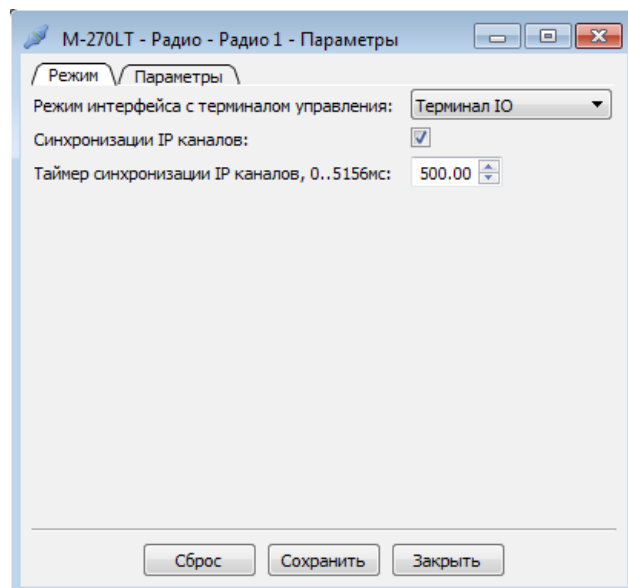 M-270LT - Радио - Радио 1 - Параметры
Режим Параметры
Режим интерфейса с терминалом управления: Терминал IO
Синхронизации IP каналов:
Таймер синхронизации IP каналов, 0..5156мс: 500.00
Сброс Сохранить Закрыть